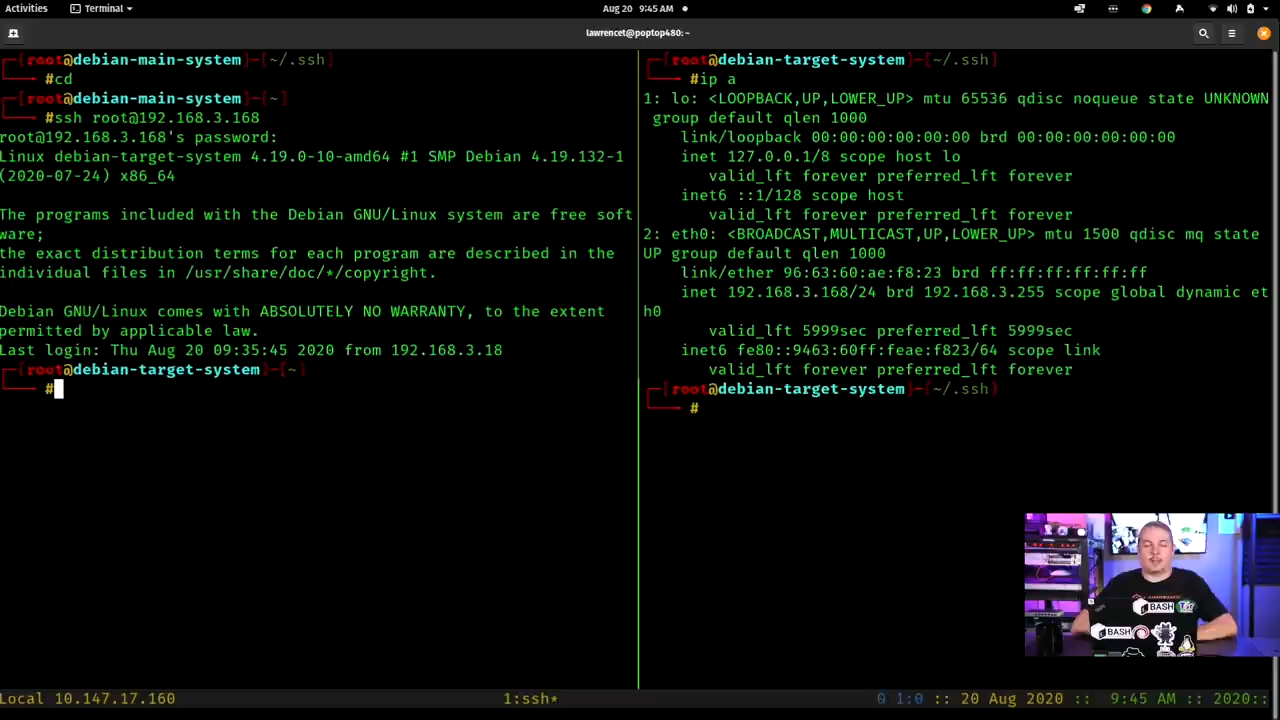 Activities
Terminal
Aug 20 9:45 AM
lawrencet@poptop480:~
[root@debian-main-system]-[~/.ssh]
#cd
[root@debian-main-system]-[~]
#ssh root@192.168.3.168
root@192.168.3.168's password:
Linux debian-target-system 4.19.0-10-amd64 #1 SMP Debian 4.19.132-1
(2020-07-24) x86_64
The programs included with the Debian GNU/Linux system are free soft
ware;
the exact distribution terms for each program are described in the
individual files in /usr/share/doc/*/copyright.
Debian GNU/Linux comes with ABSOLUTELY NO WARRANTY, to the extent
permitted by applicable law.
Last login: Thu Aug 20 09:35:45 2020 from 192.168.3.18
[root@debian-target-system]-[~]
#
[root@debian-target-system]-[~/.ssh]
#ip a
1: lo: <LOOPBACK,UP,LOWER_UP> mtu 65536 qdisc noqueue state UNKNOWN
group default qlen 1000
link/loopback 00:00:00:00:00:00 brd 00:00:00:00:00:00
inet 127.0.0.1/8 scope host lo
valid_lft forever preferred_lft forever
inet6 ::1/128 scope host
valid_lft forever preferred_lft forever
2: eth0: <BROADCAST,MULTICAST,UP,LOWER_UP> mtu 1500 qdisc mq state
UP group default qlen 1000
link/ether 96:63:60:ae:f8:23 brd ff:ff:ff:ff:ff:ff
inet 192.168.3.168/24 brd 192.168.3.255 scope global dynamic et
h0
valid_lft 5999sec preferred_lft 5999sec
inet6 fe80::9463:60ff:feae:f823/64 scope link
valid_lft forever preferred_lft forever
[root@debian-target-system]-[~/.ssh]
#
BASH
BASH
Local 10.147.17.160
1:ssh*
0 1:0 :: 20 Aug 2020 :: 9:45 AM :: 2020::